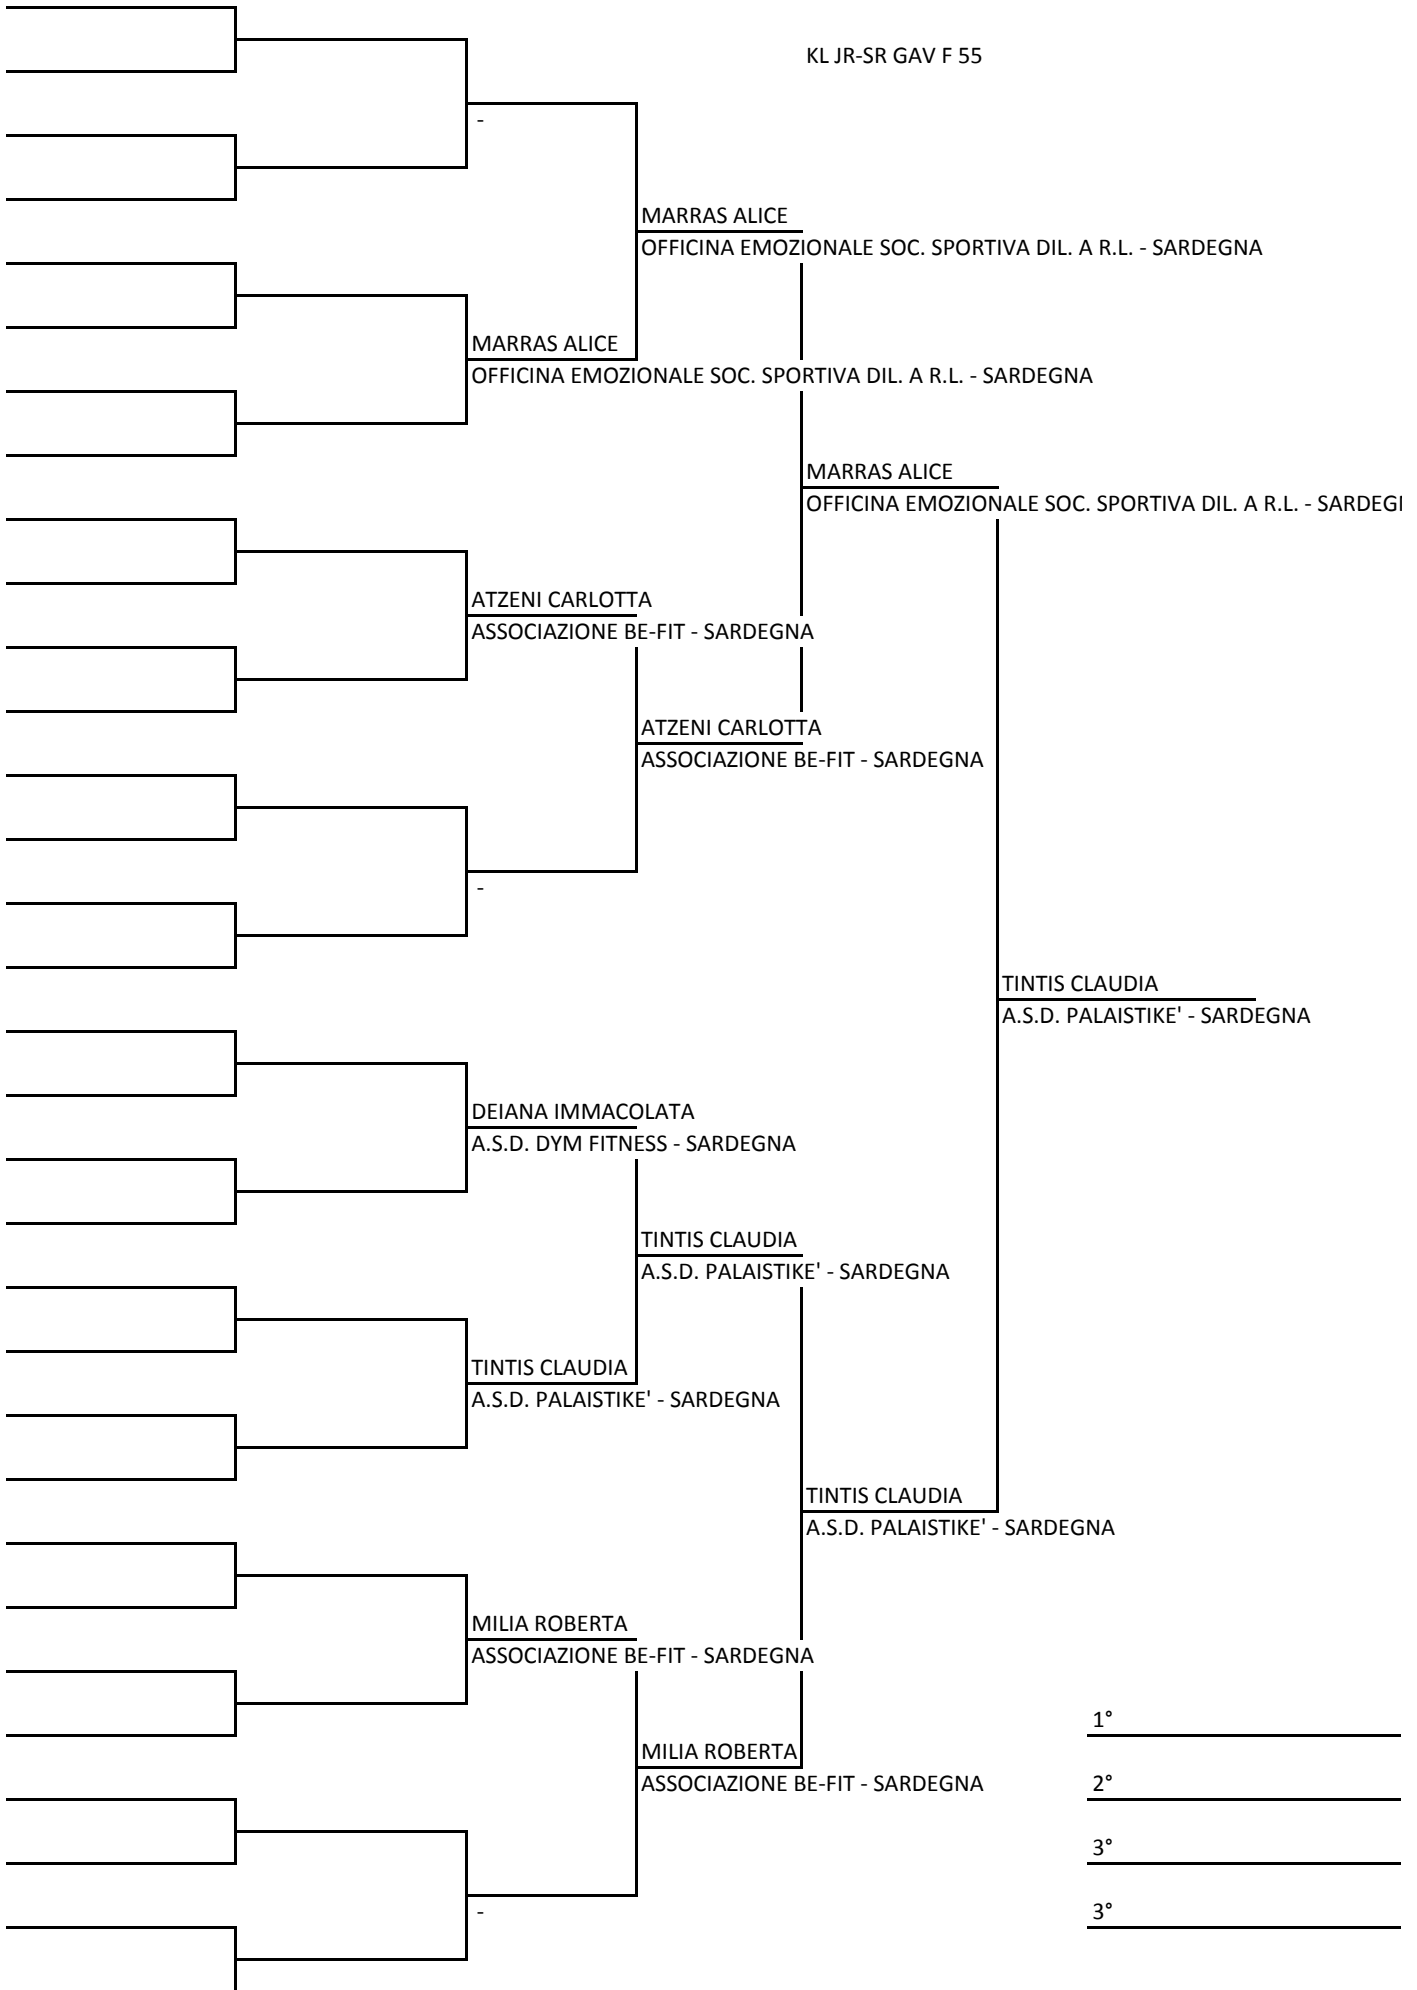 KL JR-SR GAV F 55
-
MARRAS ALICE
OFFICINA EMOZIONALE SOC. SPORTIVA DIL. A R.L. - SARDEGNA
MARRAS ALICE
OFFICINA EMOZIONALE SOC. SPORTIVA DIL. A R.L. - SARDEGNA
MARRAS ALICE
OFFICINA EMOZIONALE SOC. SPORTIVA DIL. A R.L. -
ATZENI CARLOTTA
ASSOCIAZIONE BE-FIT - SARDEGNA
ATZENI CARLOTTA
ASSOCIAZIONE BE-FIT - SARDEGNA
-
TINTIS CLAUDIA
A.S.D. PALAISTIKE' - SARDEGNA
DEIANA IMMACOLATA
A.S.D. DYM FITNESS - SARDEGNA
TINTIS CLAUDIA
A.S.D. PALAISTIKE' - SARDEGNA
TINTIS CLAUDIA
A.S.D. PALAISTIKE' - SARDEGNA
TINTIS CLAUDIA
A.S.D. PALAISTIKE' - SARDEGNA
MILIA ROBERTA
ASSOCIAZIONE BE-FIT - SARDEGNA
1°
MILIA ROBERTA
ASSOCIAZIONE BE-FIT - SARDEGNA
2°
3°
-
3°